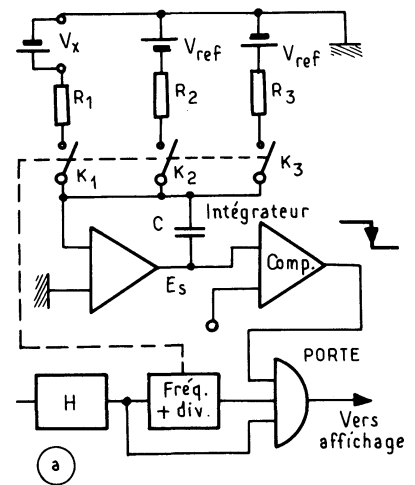 Vx
Vref
Vref
R1
R2
R3
K1
K2
K3
C
Intégrateur
Comp.
Es
PORTE
H
Fréq.
+ div.
Vers
affichage
a